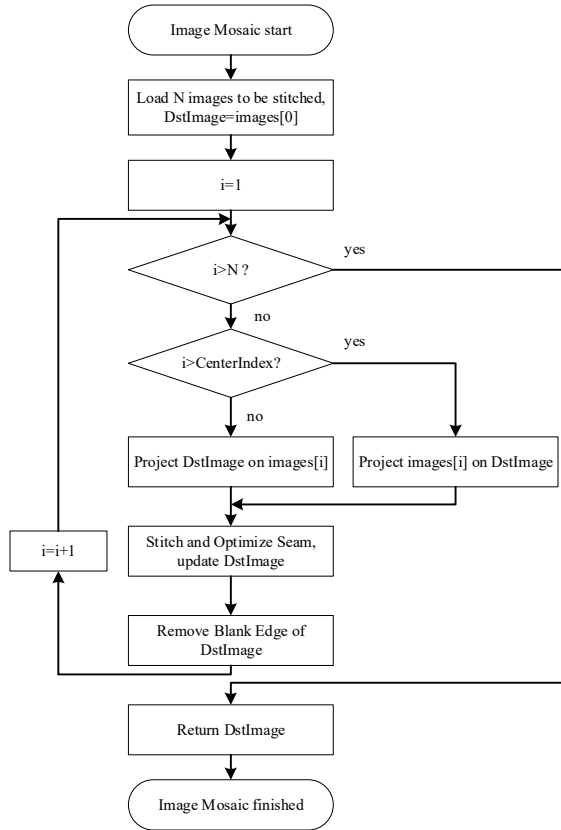 Image Mosaic start
Load N images to be stitched,
DstImage=images[0]
i=1
i>N ?
yes
no
i>CenterIndex?
yes
no
Project DstImage on images[i]
Project images[i] on DstImage
Stitch and Optimize Seam,
update DstImage
i=i+1
Remove Blank Edge of
DstImage
Return DstImage
Image Mosaic finished